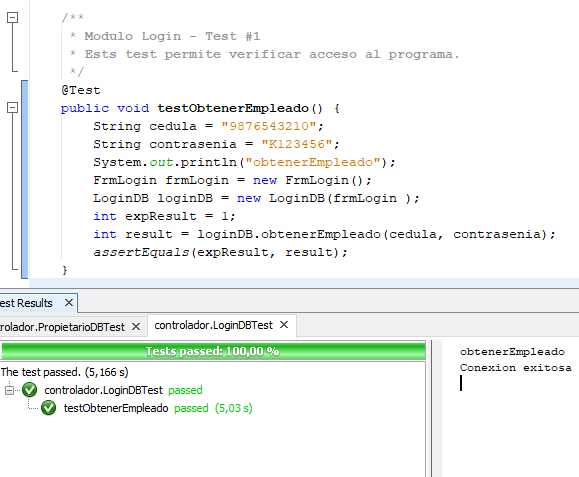 /**
* Modulo Login - Test #1
* Ests test permite verificar acceso al programa.
*/
@Test
public void testObtenerEmpleado() {
String cedula = "9876543210";
String contrasenia = "K123456";
System.out.println("obtenerEmpleado");
FrmLogin frmLogin = new FrmLogin();
LoginDB loginDB = new LoginDB(frmLogin );
int expResult = 1;
int result = loginDB.obtenerEmpleado(cedula, contrasenia);
assertEquals(expResult, result);
}
est Results
rolador.PropietarioDBTest
controlador.LoginDBTest
Tests passed: 100,00 %
The test passed. (5,166 s)
controlador.LoginDBTest passed
testObtenerEmpleado passed (5,03 s)
obtenerEmpleado
Conexion exitosa